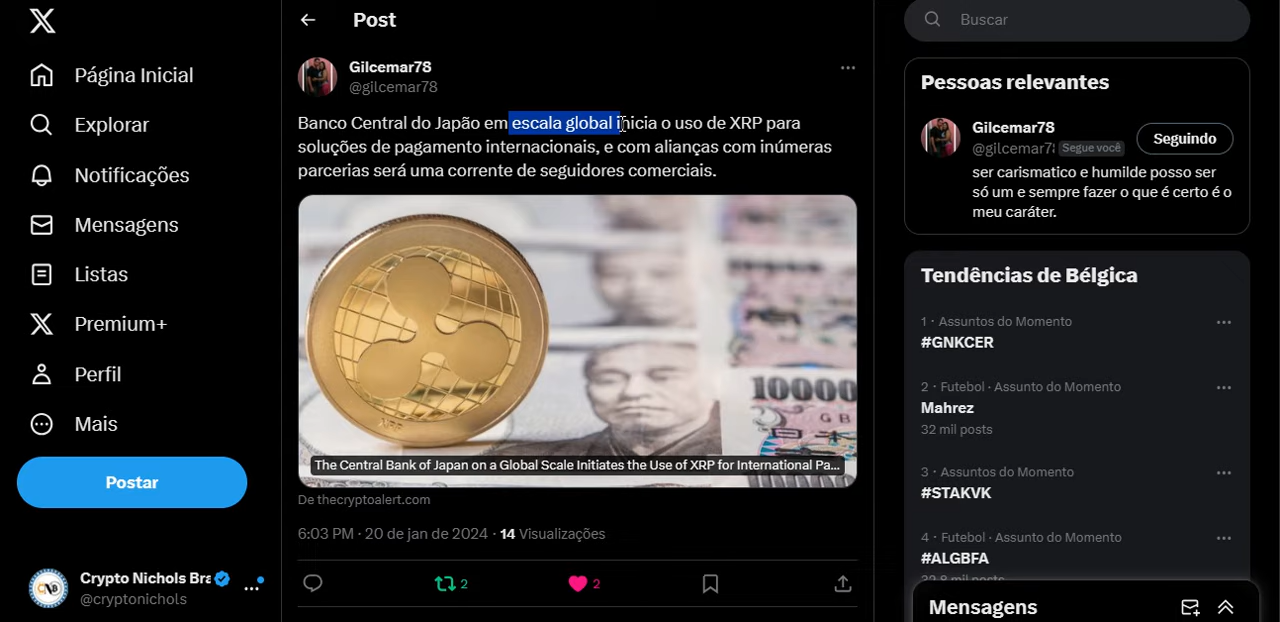 Página Inicial
Explorar
Notificações
Mensagens
Listas
Premium+
Perfil
Mais
Postar
Crypto Nichols Bra
@cryptonichols
Post
Gilcemar78
@gilcemar78
Banco Central do Japão em escala global inicia o uso de XRP para
soluções de pagamento internacionais, e com alianças com inúmeras
parcerias será uma corrente de seguidores comerciais.
10000
The Central Bank of Japan on a Global Scale Initiates the Use of XRP for International Pa...
De thecryptoalert.com
6:03 PM · 20 de jan de 2024 · 14 Visualizações
2
2
Buscar
Pessoas relevantes
Gilcemar78
@gilcemar7
Segue você
Seguindo
ser carismatico e humilde posso ser
só um e sempre fazer o que é certo é o
meu caráter.
Tendências de Bélgica
1 · Assuntos do Momento
#GNKCER
2 · Futebol · Assunto do Momento
Mahrez
32 mil posts
3 · Assuntos do Momento
#STAKVK
4 · Futebol · Assunto do Momento
#ALGBFA
Mensagens